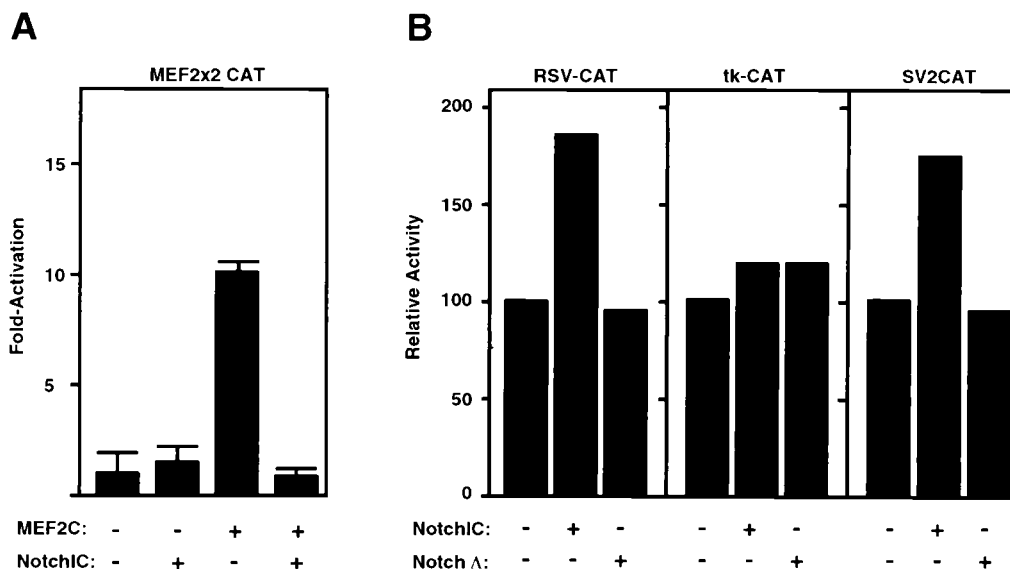 A
MEF2x2 CAT
Fold-Activation
15
10
5
MEF2C: - - + +
NotchIC: - + - +
B
RSV-CAT tk-CAT SV2CAT
Relative Activity
200
150
100
50
0
NotchIC: - + - - + - - + -
Notch Λ: - - + - - + - - +